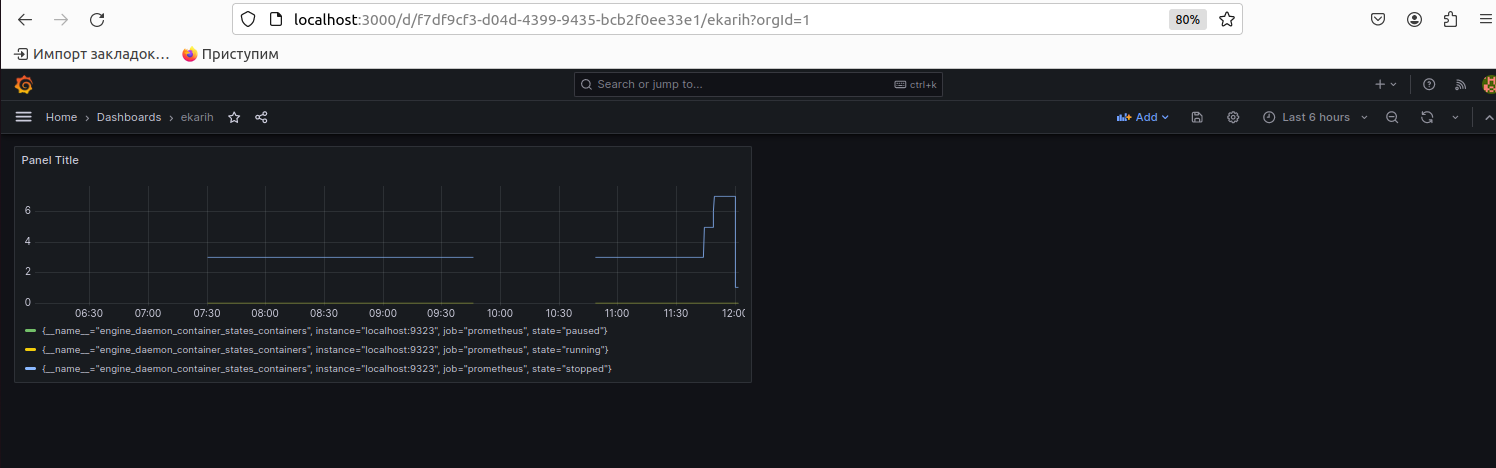 localhost:3000/d/f7df9cf3-d04d-4399-9435-bcb2f0ee33e1/ekarih?orgId=1 80%
Импорт закладок… Приступим
Search or jump to... ctrl+k
Home › Dashboards › ekarih Add Last 6 hours
Panel Title
6
4
2
0
06:30 07:00 07:30 08:00 08:30 09:00 09:30 10:00 10:30 11:00 11:30 12:00
{__name__="engine_daemon_container_states_containers", instance="localhost:9323", job="prometheus", state="paused"}
{__name__="engine_daemon_container_states_containers", instance="localhost:9323", job="prometheus", state="running"}
{__name__="engine_daemon_container_states_containers", instance="localhost:9323", job="prometheus", state="stopped"}